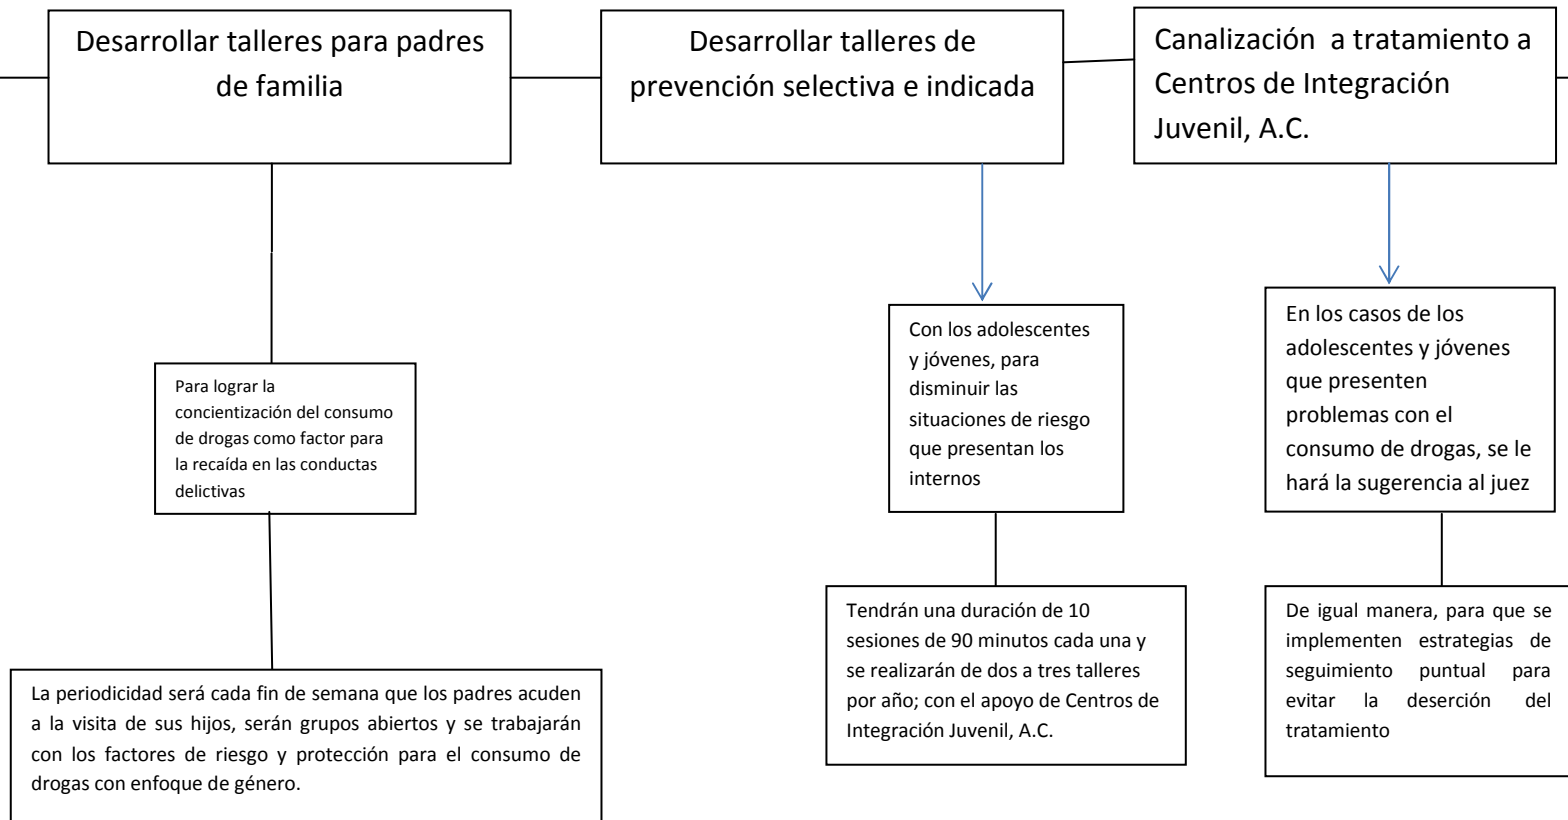 Desarrollar talleres para padres
de familia
Desarrollar talleres de
prevención selectiva e indicada
Canalización a tratamiento a
Centros de Integración
Juvenil, A.C.
Para lograr la
concientización del consumo
de drogas como factor para
la recaída en las conductas
delictivas
Con los adolescentes
y jóvenes, para
disminuir las
situaciones de riesgo
que presentan los
internos
En los casos de los
adolescentes y jóvenes
que presenten
problemas con el
consumo de drogas, se le
hará la sugerencia al juez
La periodicidad será cada fin de semana que los padres acuden
a la visita de sus hijos, serán grupos abiertos y se trabajarán
con los factores de riesgo y protección para el consumo de
drogas con enfoque de género.
Tendrán una duración de 10
sesiones de 90 minutos cada una y
se realizarán de dos a tres talleres
por año; con el apoyo de Centros de
Integración Juvenil, A.C.
De igual manera, para que se
implementen estrategias de
seguimiento puntual para
evitar la deserción del
tratamiento